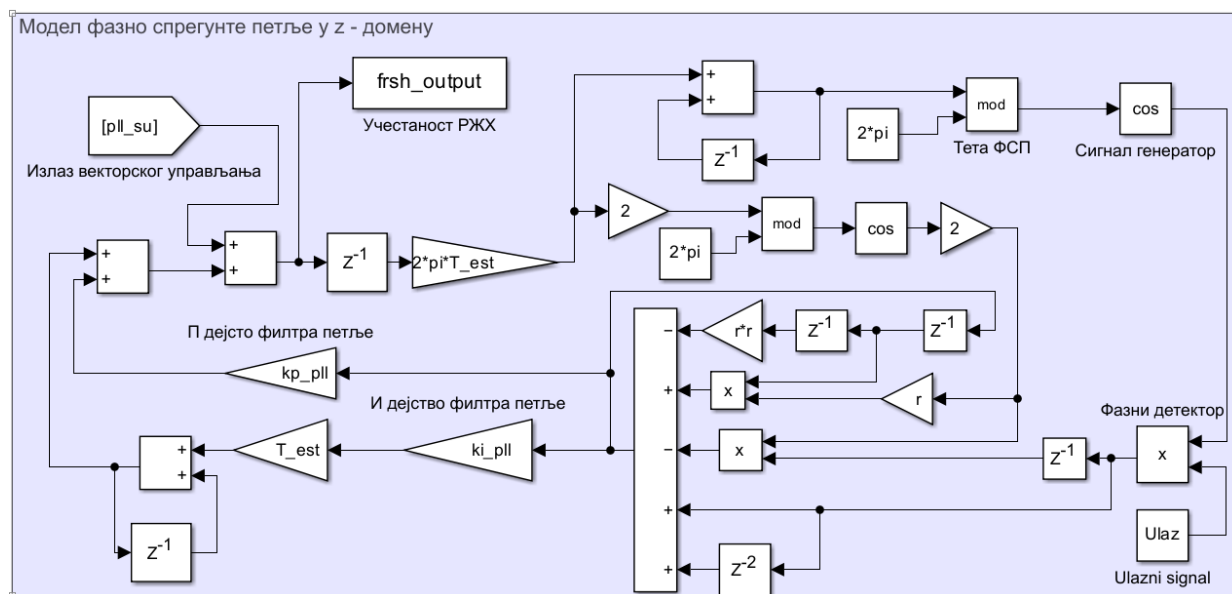 Модел фазно спрегунте петље у z - домену
frsh_output
Учестаност РЖХ
[pll_su]
Излаз векторског управљања
+
+
Z-1
mod
2*pi
Тета ФСП
cos
Сигнал генератор
+
+
+
+
Z-1
2*pi*T_est
2
2*pi
mod
cos
2
П дејсто филтра петље
kp_pll
И дејство филтра петље
−
+
−
+
+
r*r
Z-1
Z-1
x
r
x
Z-1
Фазни детектор
x
+
+
T_est
ki_pll
Z-1
Z-2
Ulaz
Ulazni signal